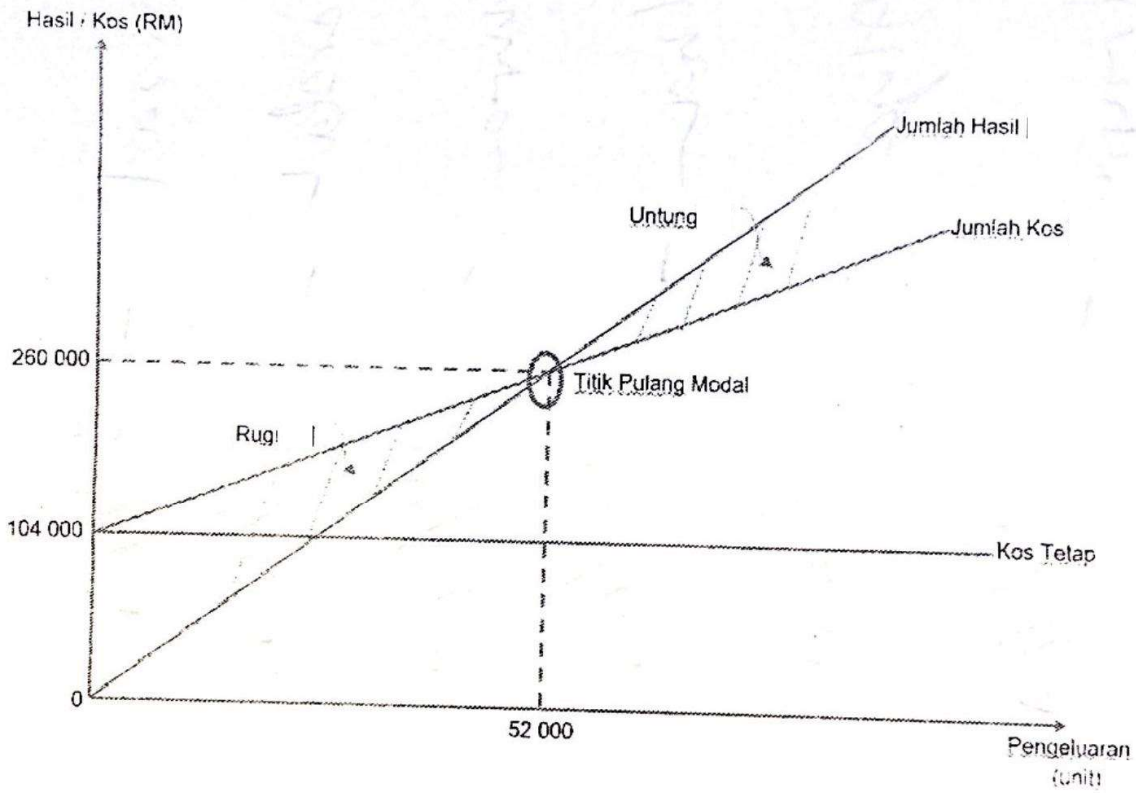 Hasil / Kos (RM)
Jumlah Hasil
Untung
Jumlah Kos
260 000
Titik Pulang Modal
Rugi
104 000
Kos Tetap
0
52 000
Pengeluaran
(unit)